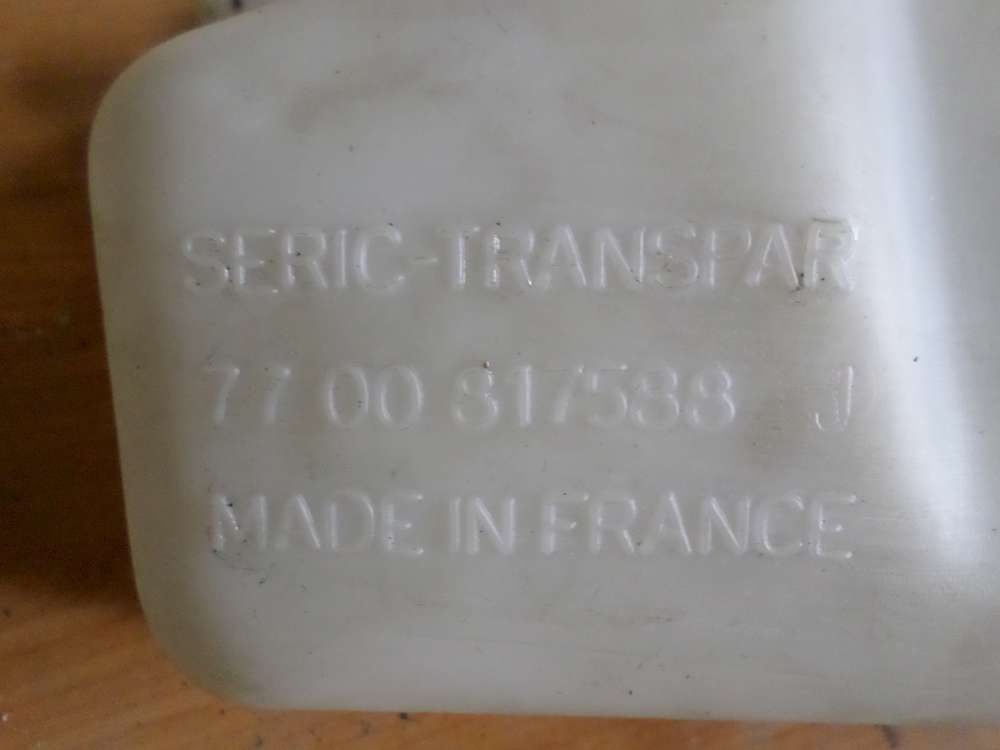 SERIC-TRANSPAR
77 00 817588 J
MADE IN FRANCE